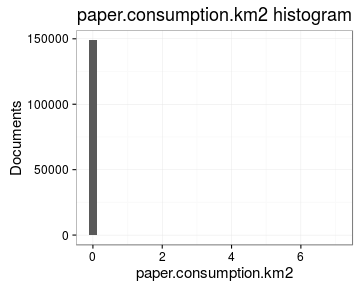 paper.consumption.km2 histogram
150000
100000
50000
0
Documents
0 2 4 6
paper.consumption.km2